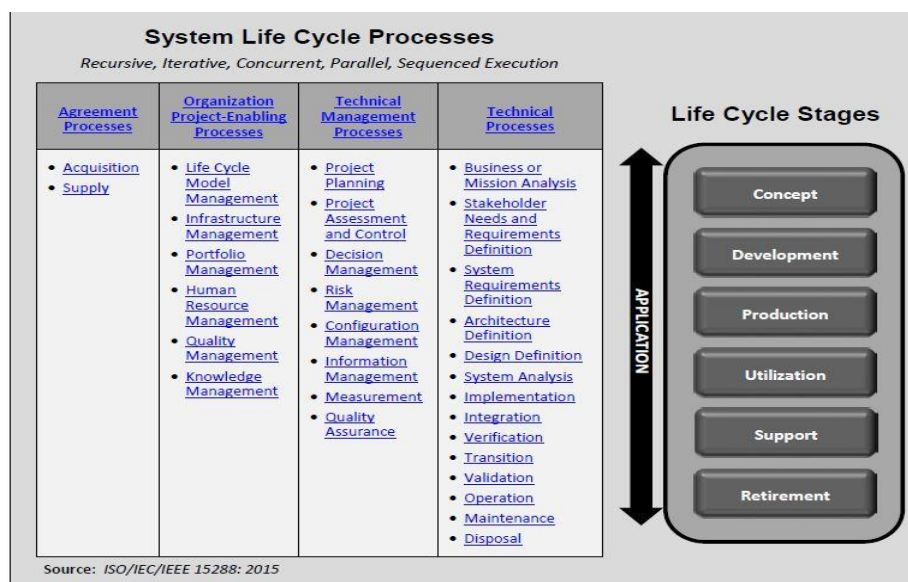 System Life Cycle Processes
Recursive, Iterative, Concurrent, Parallel, Sequenced Execution
Agreement
Processes
• Acquisition
• Supply
Organization
Project-Enabling
Processes
• Life Cycle
Model
Management
• Infrastructure
Management
• Portfolio
Management
• Human
Resource
Management
• Quality
Management
• Knowledge
Management
Technical
Management
Processes
• Project
Planning
• Project
Assessment
and Control
• Decision
Management
• Risk
Management
• Configuration
Management
• Information
Management
• Measurement
• Quality
Assurance
Technical
Processes
• Business or
Mission Analysis
• Stakeholder
Needs and
Requirements
Definition
• System
Requirements
Definition
• Architecture
Definition
• Design Definition
• System Analysis
• Implementation
• Integration
• Verification
• Transition
• Validation
• Operation
• Maintenance
• Disposal
Source: ISO/IEC/IEEE 15288: 2015
Life Cycle Stages
APPLICATION
Concept
Development
Production
Utilization
Support
Retirement